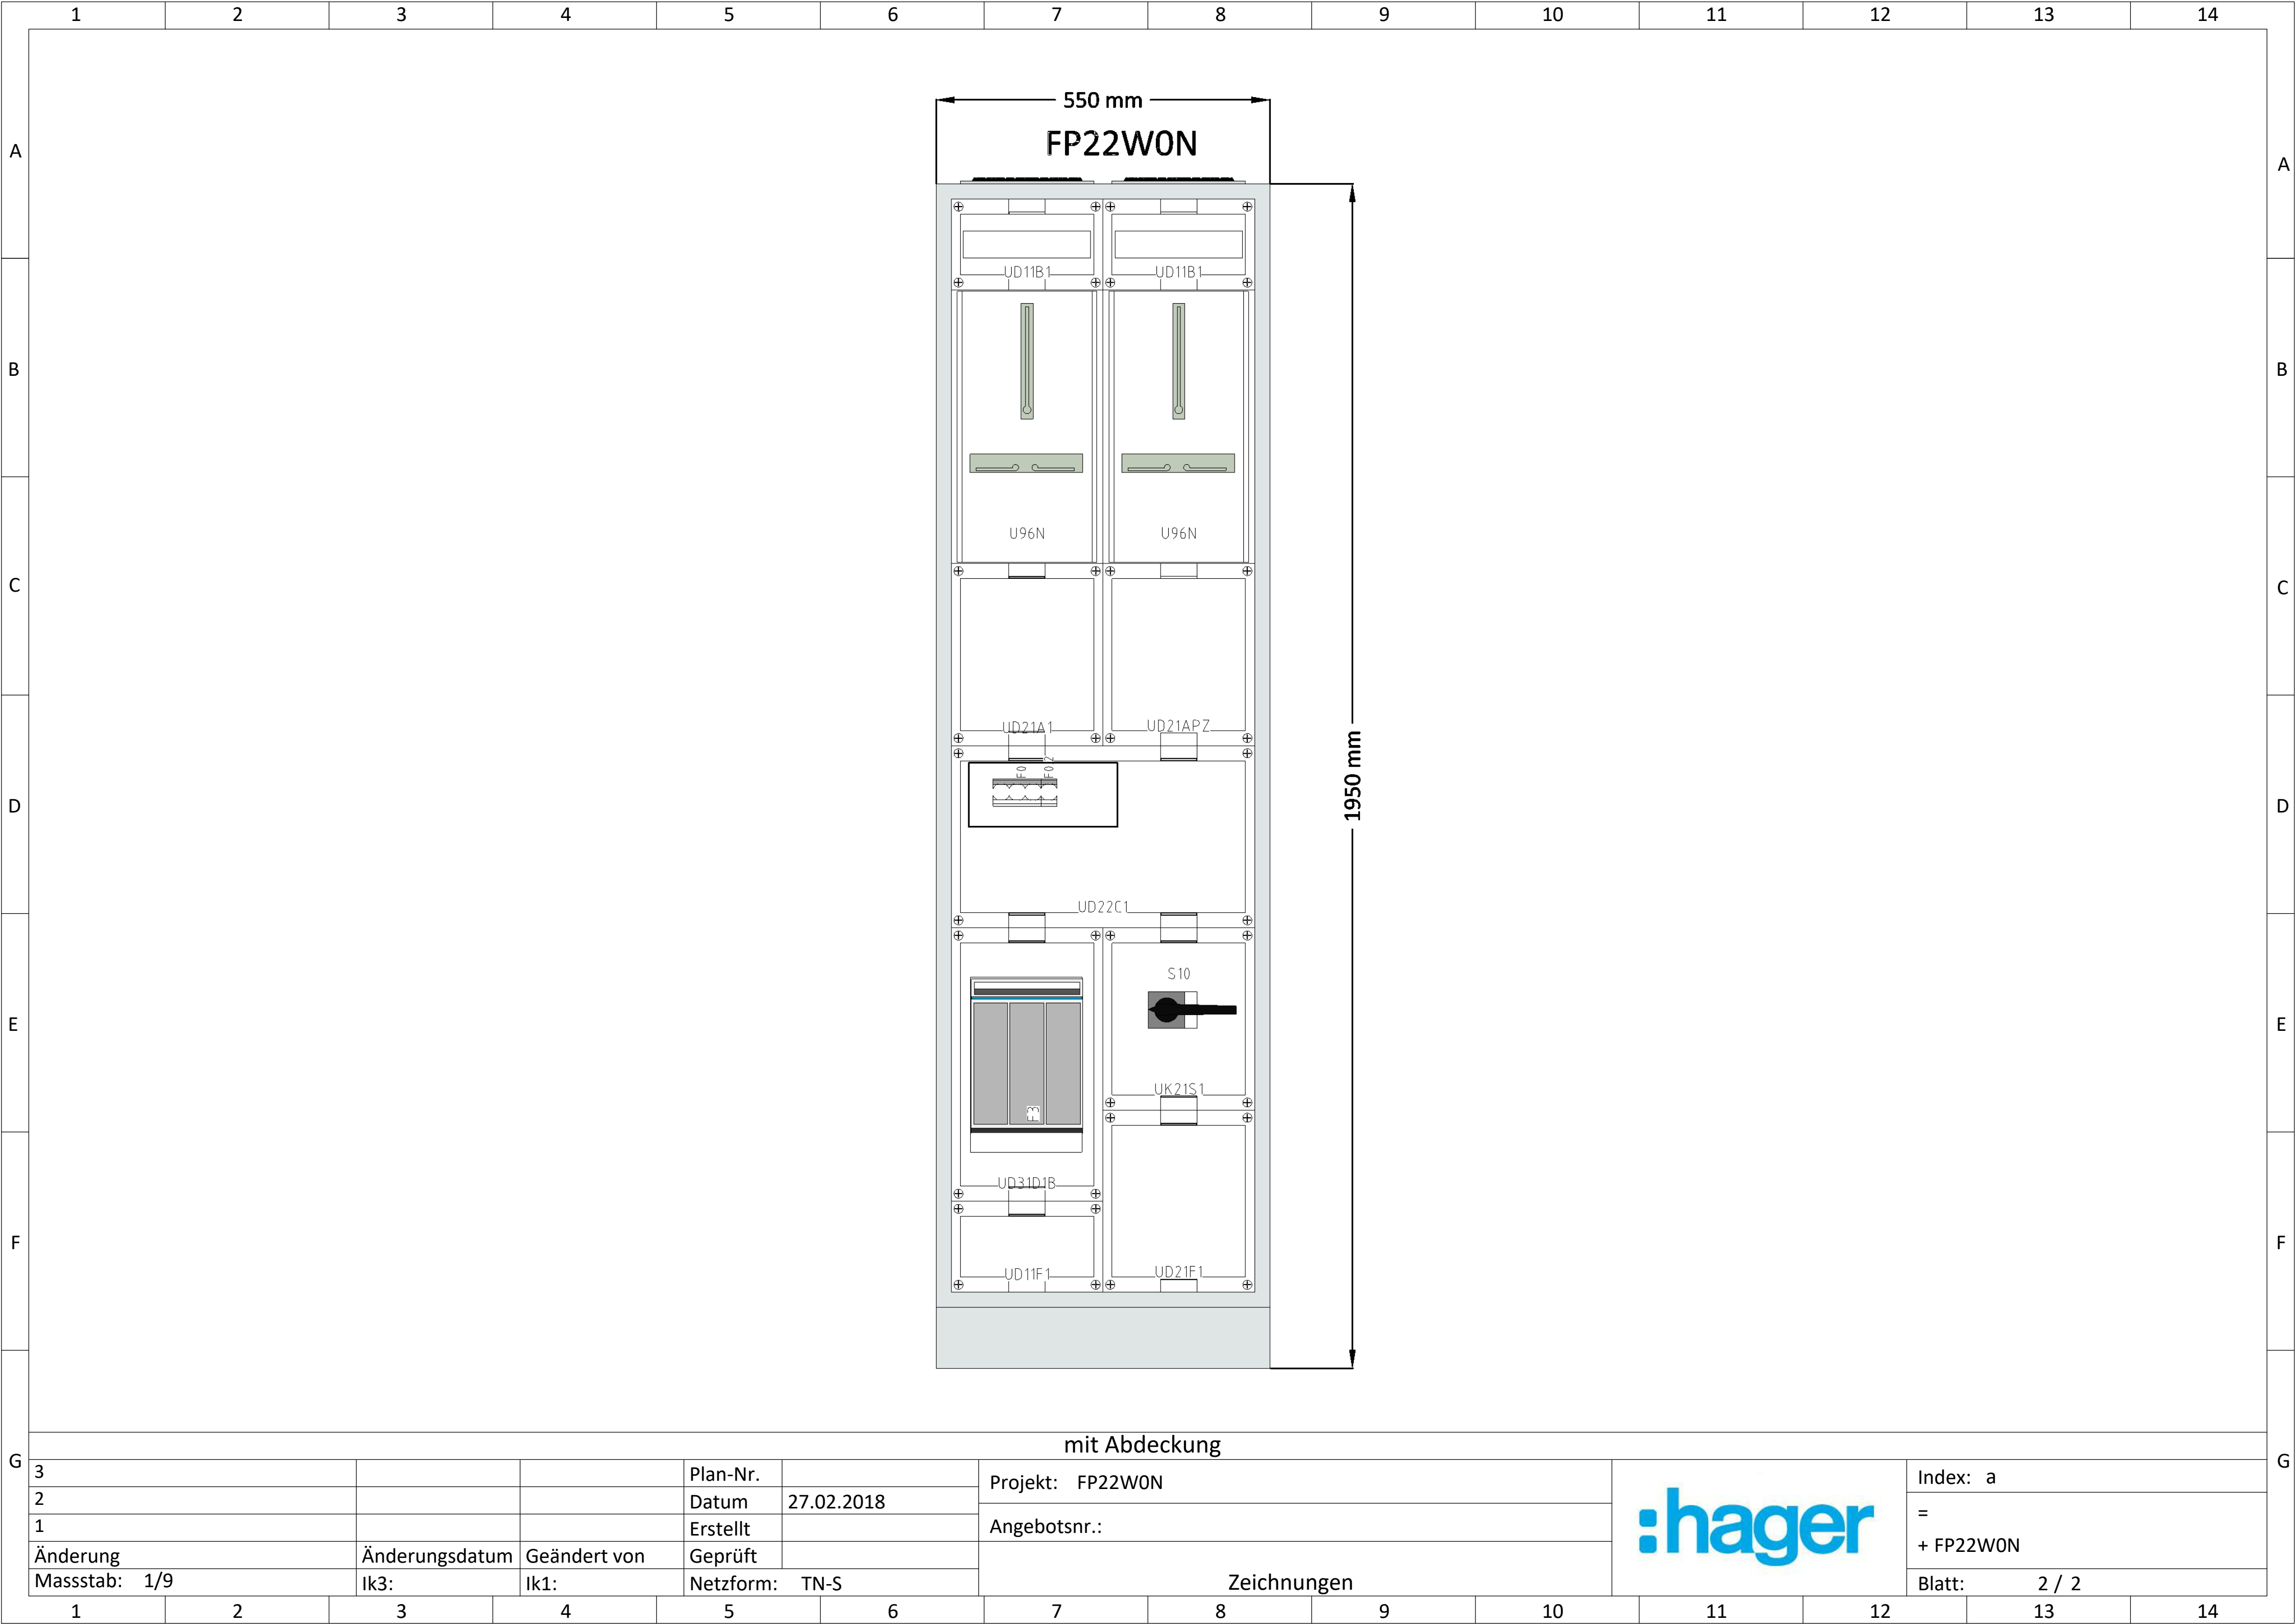 1 2 3 4 5 6 7 8 9 10 11 12 13 14
550 mm
FP22W0N
A A
UD11B1 UD11B1
B B
U96N U96N
C C
UD21A1 UD21APZ
1950 mm
D D
UD22C1
S10
E E
UK21S1
F3
UD31D1B
F F
UD11F1 UD21F1
mit Abdeckung
G G
3 Plan-Nr. Projekt: FP22W0N Index: a
2 Datum 27.02.2018 =
1 Erstellt Angebotsnr.: :hager
Änderung Änderungsdatum Geändert von Geprüft + FP22W0N
Massstab: 1/9 Ik3: Ik1: Netzform: TN-S Zeichnungen Blatt: 2 / 2
1 2 3 4 5 6 7 8 9 10 11 12 13 14